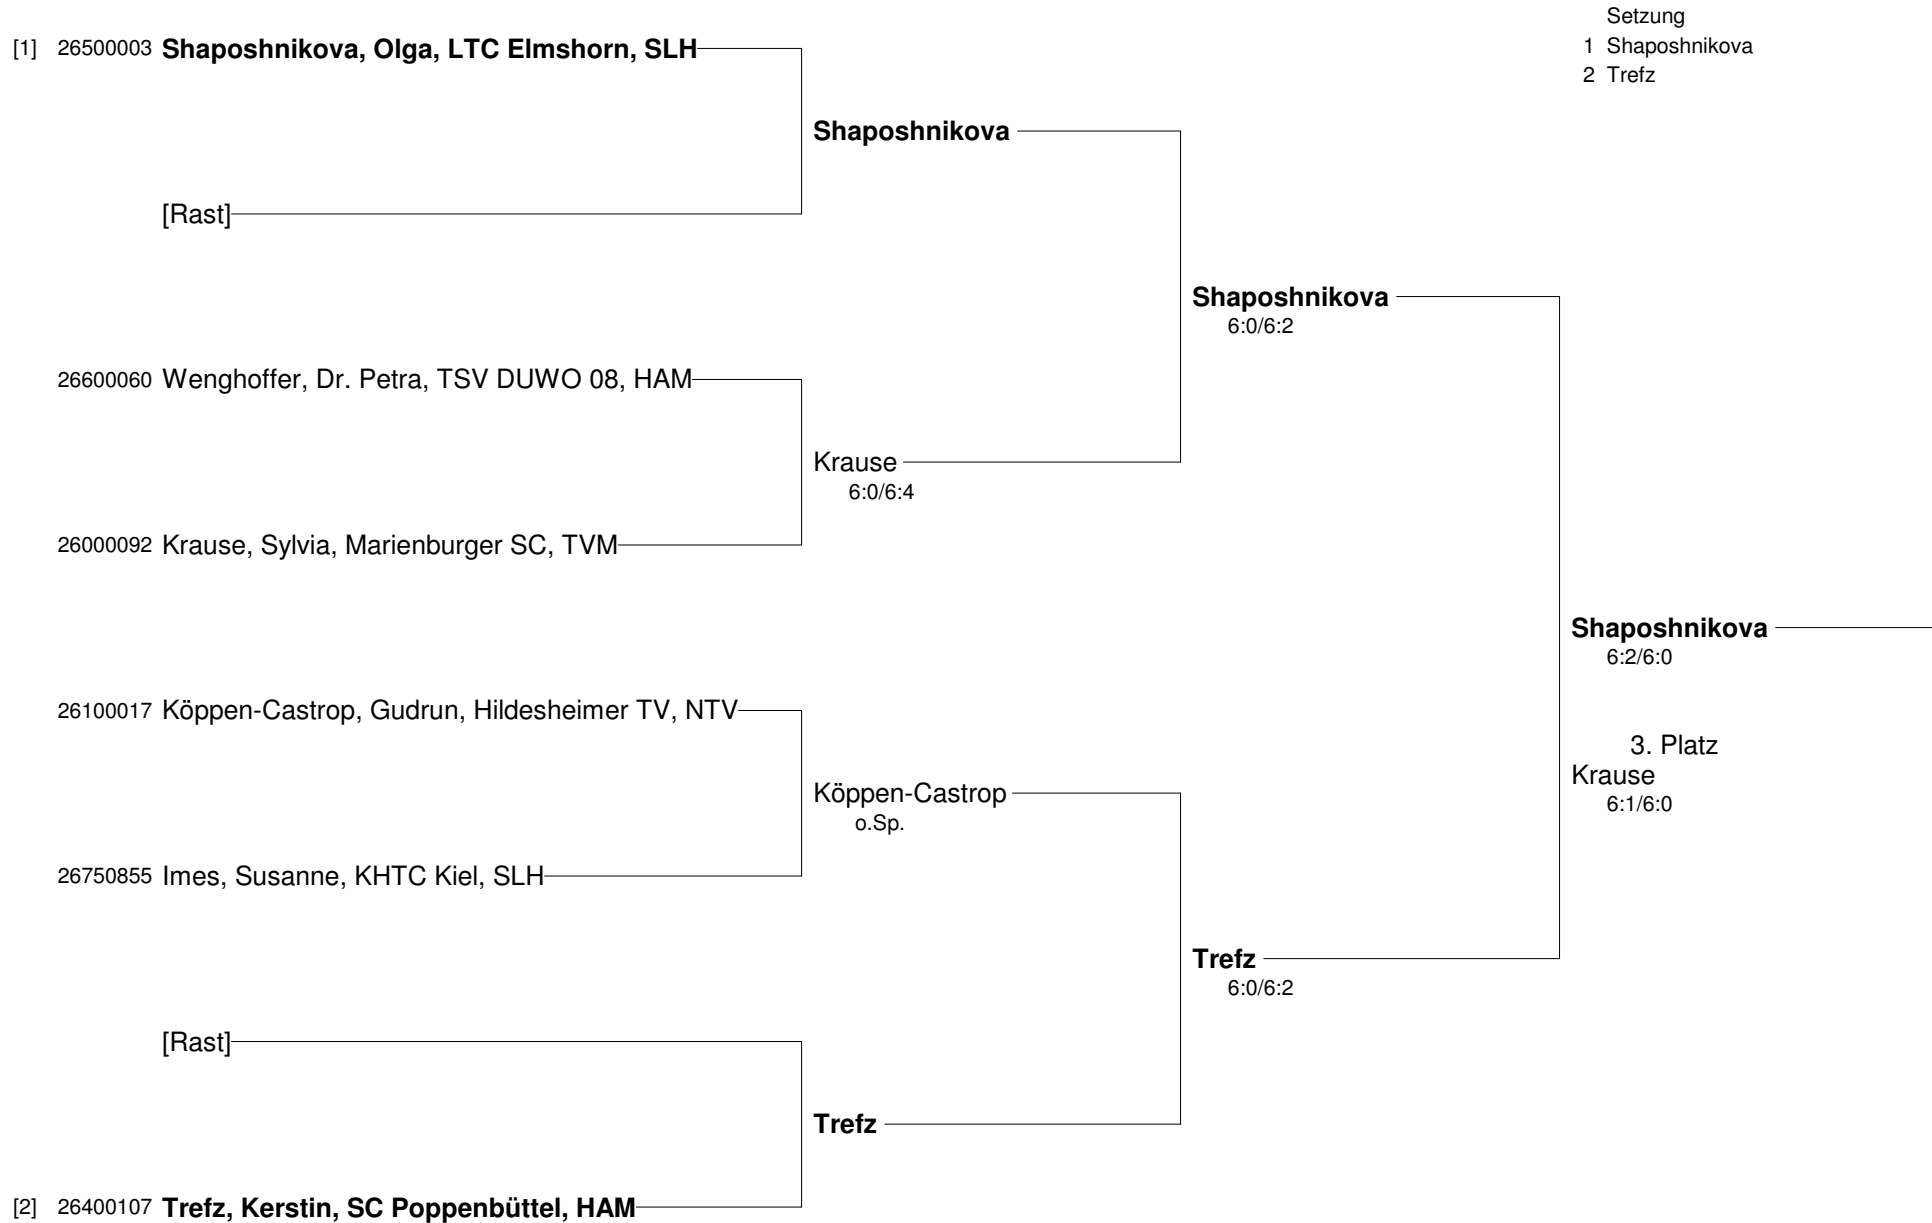 Setzung
1 Shaposhnikova
2 Trefz
[1] 26500003 Shaposhnikova, Olga, LTC Elmshorn, SLH
Shaposhnikova
[Rast]
Shaposhnikova
6:0/6:2
26600060 Wenghoffer, Dr. Petra, TSV DUWO 08, HAM
Krause
6:0/6:4
26000092 Krause, Sylvia, Marienburger SC, TVM
Shaposhnikova
6:2/6:0
26100017 Köppen-Castrop, Gudrun, Hildesheimer TV, NTV
3. Platz
Krause
6:1/6:0
Köppen-Castrop
o.Sp.
26750855 Imes, Susanne, KHTC Kiel, SLH
Trefz
6:0/6:2
[Rast]
Trefz
[2] 26400107 Trefz, Kerstin, SC Poppenbüttel, HAM